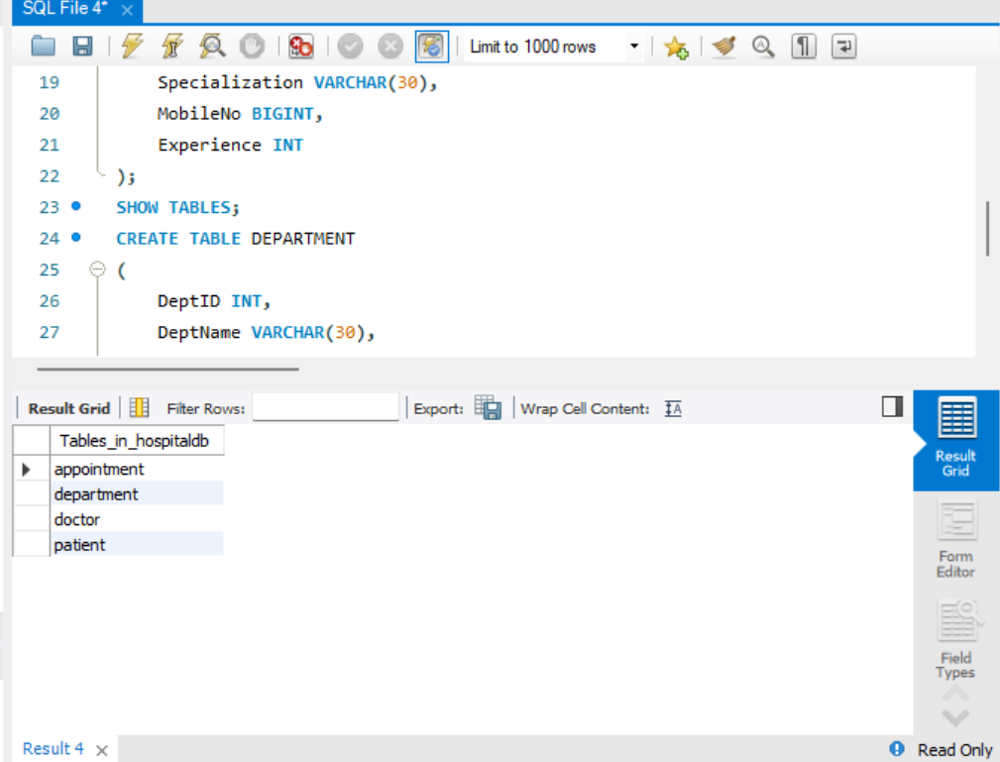 SQL File 4*
Limit to 1000 rows
19 Specialization VARCHAR(30),
20 MobileNo BIGINT,
21 Experience INT
22 );
23 SHOW TABLES;
24 CREATE TABLE DEPARTMENT
25 (
26 DeptID INT,
27 DeptName VARCHAR(30),
Result Grid Filter Rows: Export: Wrap Cell Content: IA
Tables_in_hospitaldb
appointment
department
doctor
patient
Result
Grid
Form
Editor
Field
Types
Result 4
Read Only